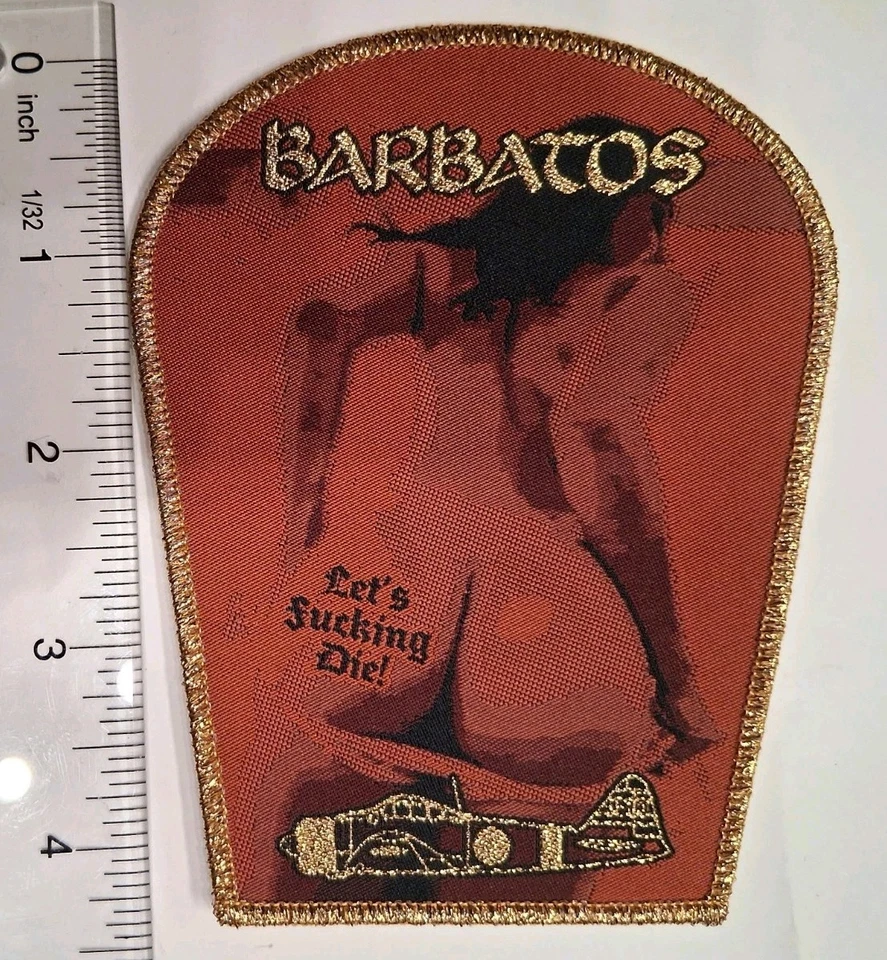 BARBATOS
Let's
Fucking
Die!
0
inch
1/32
1
2
3
4